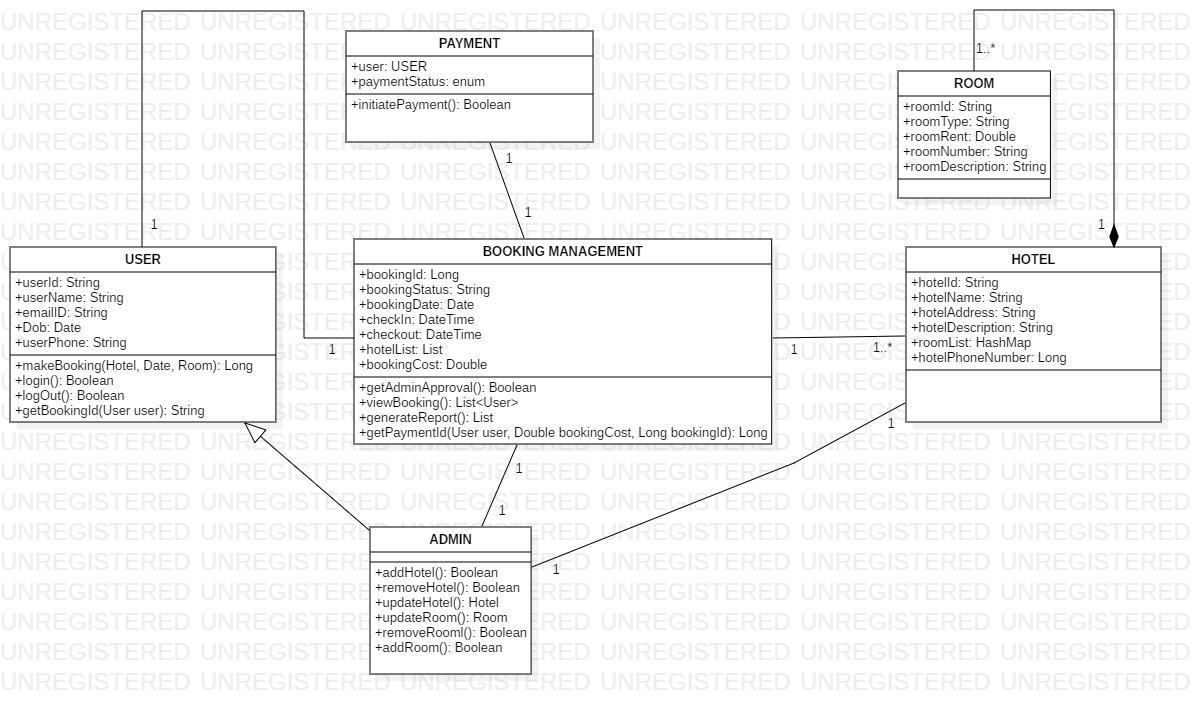 PAYMENT
+user: USER
+paymentStatus: enum
+initiatePayment(): Boolean
1..*
ROOM
+roomId: String
+roomType: String
+roomRent: Double
+roomNumber: String
+roomDescription: String
1
1
1
1
USER
+userId: String
+userName: String
+emailID: String
+Dob: Date
+userPhone: String
+makeBooking(Hotel, Date, Room): Long
+login(): Boolean
+logOut(): Boolean
+getBookingId(User user): String
1
BOOKING MANAGEMENT
+bookingId: Long
+bookingStatus: String
+bookingDate: Date
+checkIn: DateTime
+checkout: DateTime
+hotelList: List
+bookingCost: Double
+getAdminApproval(): Boolean
+viewBooking(): List<User>
+generateReport(): List
+getPaymentId(User user, Double bookingCost, Long bookingId): Long
1
1..*
HOTEL
+hotelId: String
+hotelName: String
+hotelAddress: String
+hotelDescription: String
+roomList: HashMap
+hotelPhoneNumber: Long
1
1
1
1
ADMIN
+addHotel(): Boolean
+removeHotel(): Boolean
+updateHotel(): Hotel
+updateRoom(): Room
+removeRooml(): Boolean
+addRoom(): Boolean
UNREGISTERED UNREGISTERED UNREGISTERED UNREGISTERED UNREGISTERED UNREGISTERED